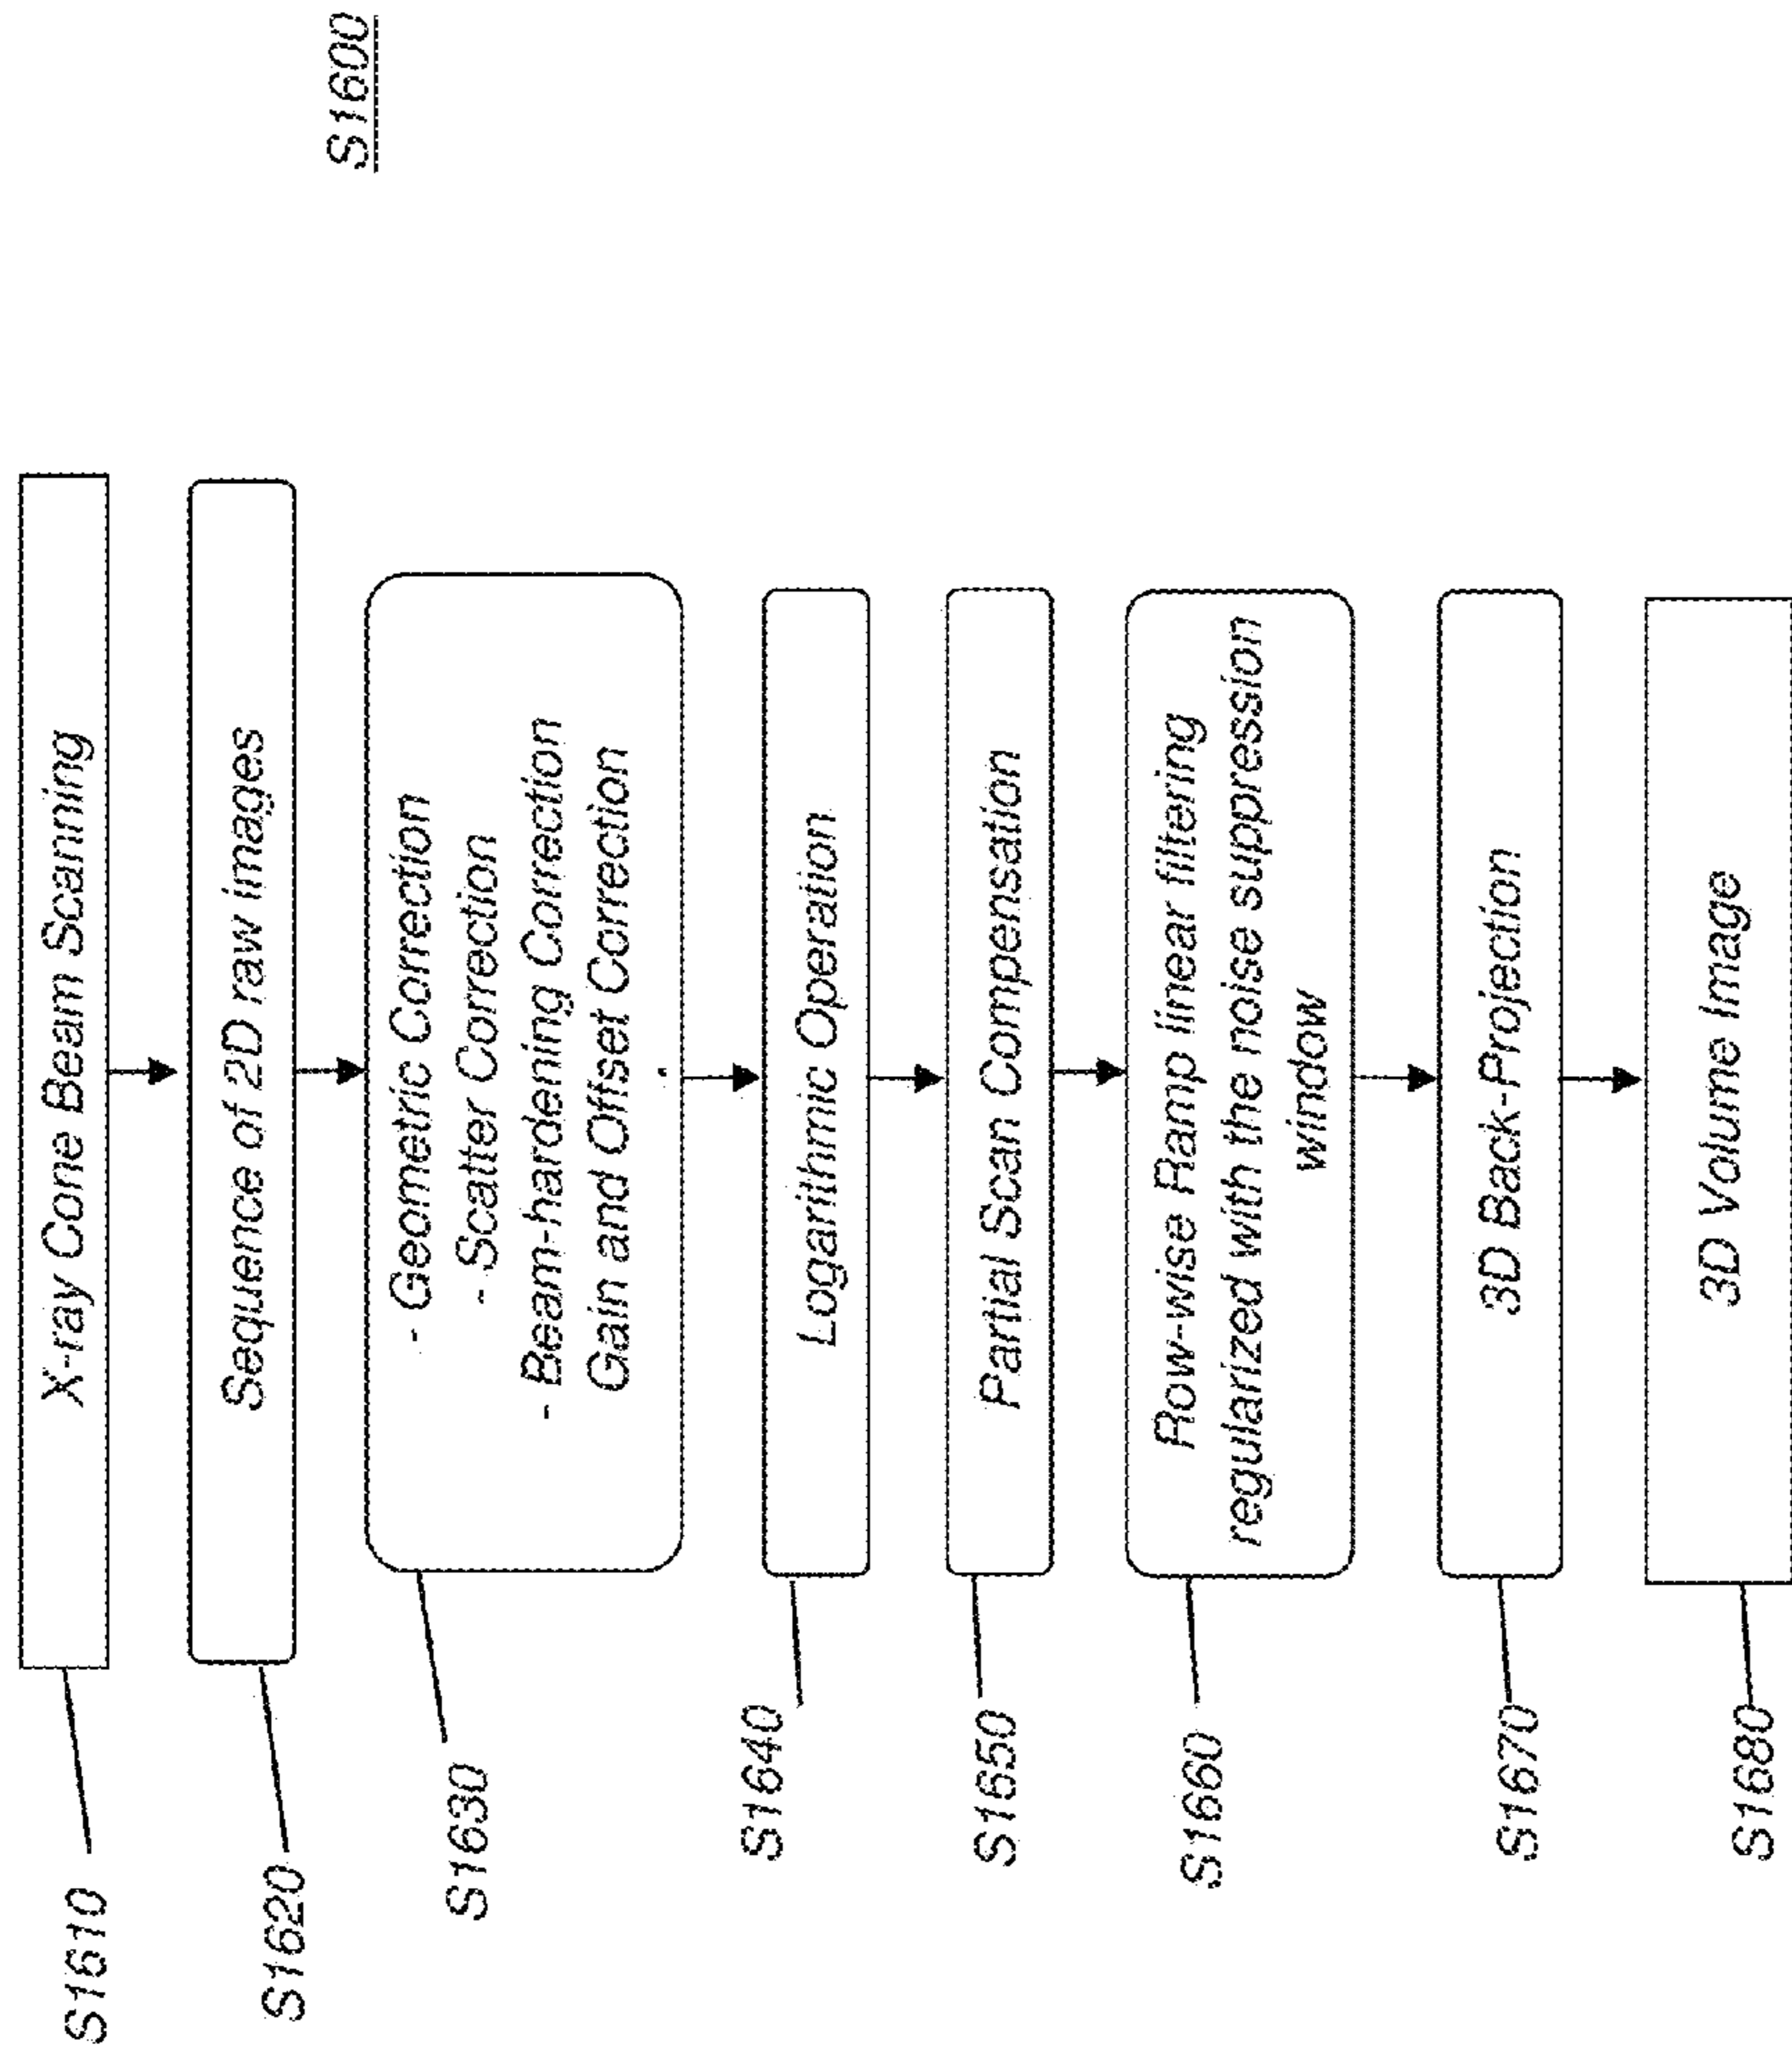 S1600
S1610
X-ray Cone Beam Scanning
S1620
Sequence of 2D raw images
S1630
- Geometric Correction
- Scatter Correction
- Beam-hardening Correction
Gain and Offset Correction
S1640
Logarithmic Operation
S1650
Partial Scan Compensation
S1660
Row-wise Ramp linear filtering
regularized with the noise suppression
window
S1670
3D Back-Projection
S1680
3D Volume Image